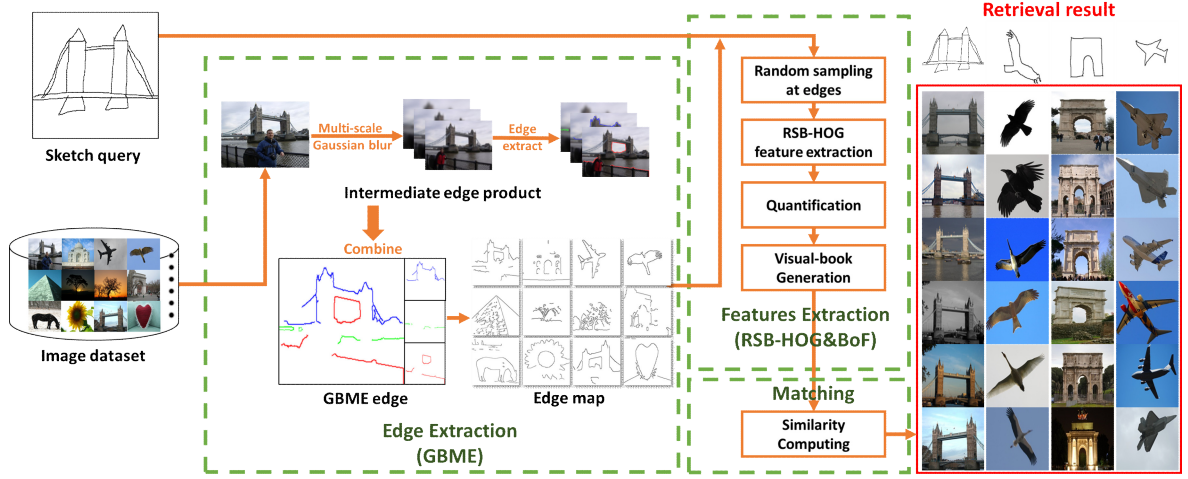 Retrieval result
Sketch query
Multi-scale
Gaussian blur
Edge
extract
Intermediate edge product
Combine
Image dataset
GBME edge
Edge map
Edge Extraction
(GBME)
Random sampling
at edges
RSB-HOG
feature extraction
Quantification
Visual-book
Generation
Features Extraction
(RSB-HOG&BoF)
Matching
Similarity
Computing